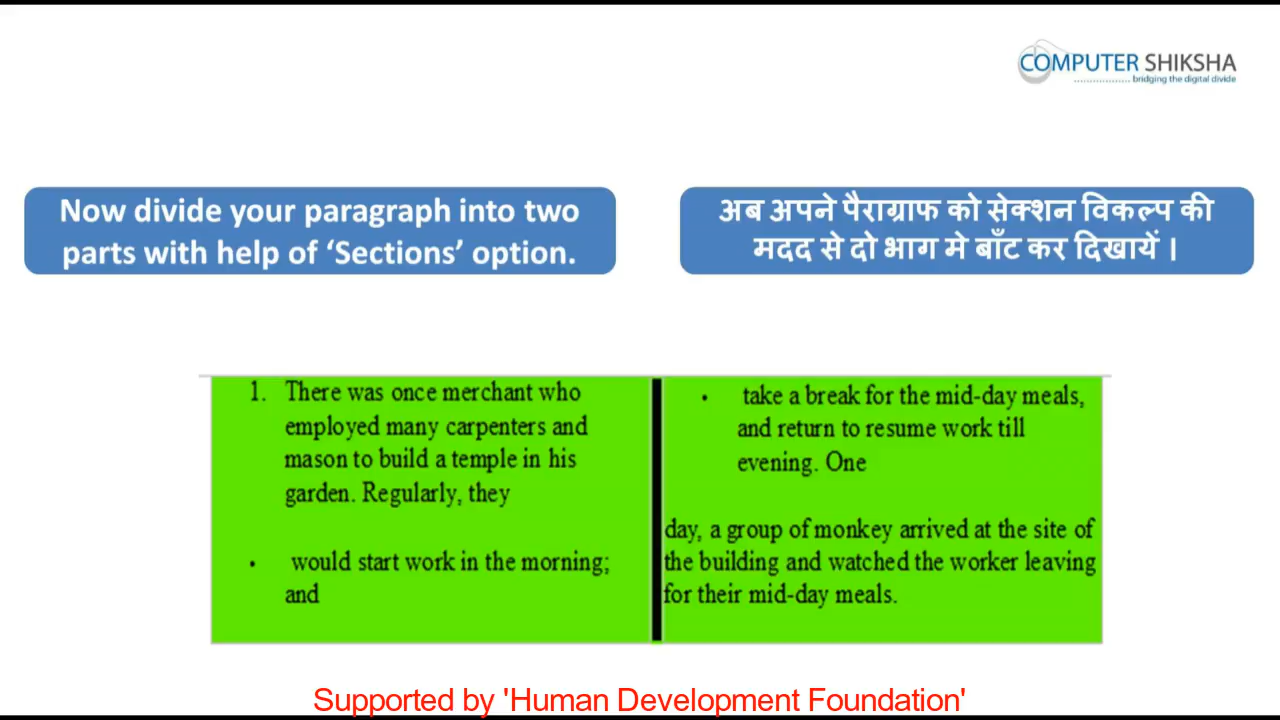 COMPUTER SHIKSHA
bridging the digital divide
Now divide your paragraph into two
parts with help of ‘Sections’ option.
अब अपने पैराग्राफ को सेक्शन विकल्प की
मदद से दो भाग मे बाँट कर दिखायें ।
1. There was once merchant who
employed many carpenters and
mason to build a temple in his
garden. Regularly, they
• would start work in the morning;
and
• take a break for the mid-day meals,
and return to resume work till
evening. One
day, a group of monkey arrived at the site of
the building and watched the worker leaving
for their mid-day meals.
Supported by 'Human Development Foundation'